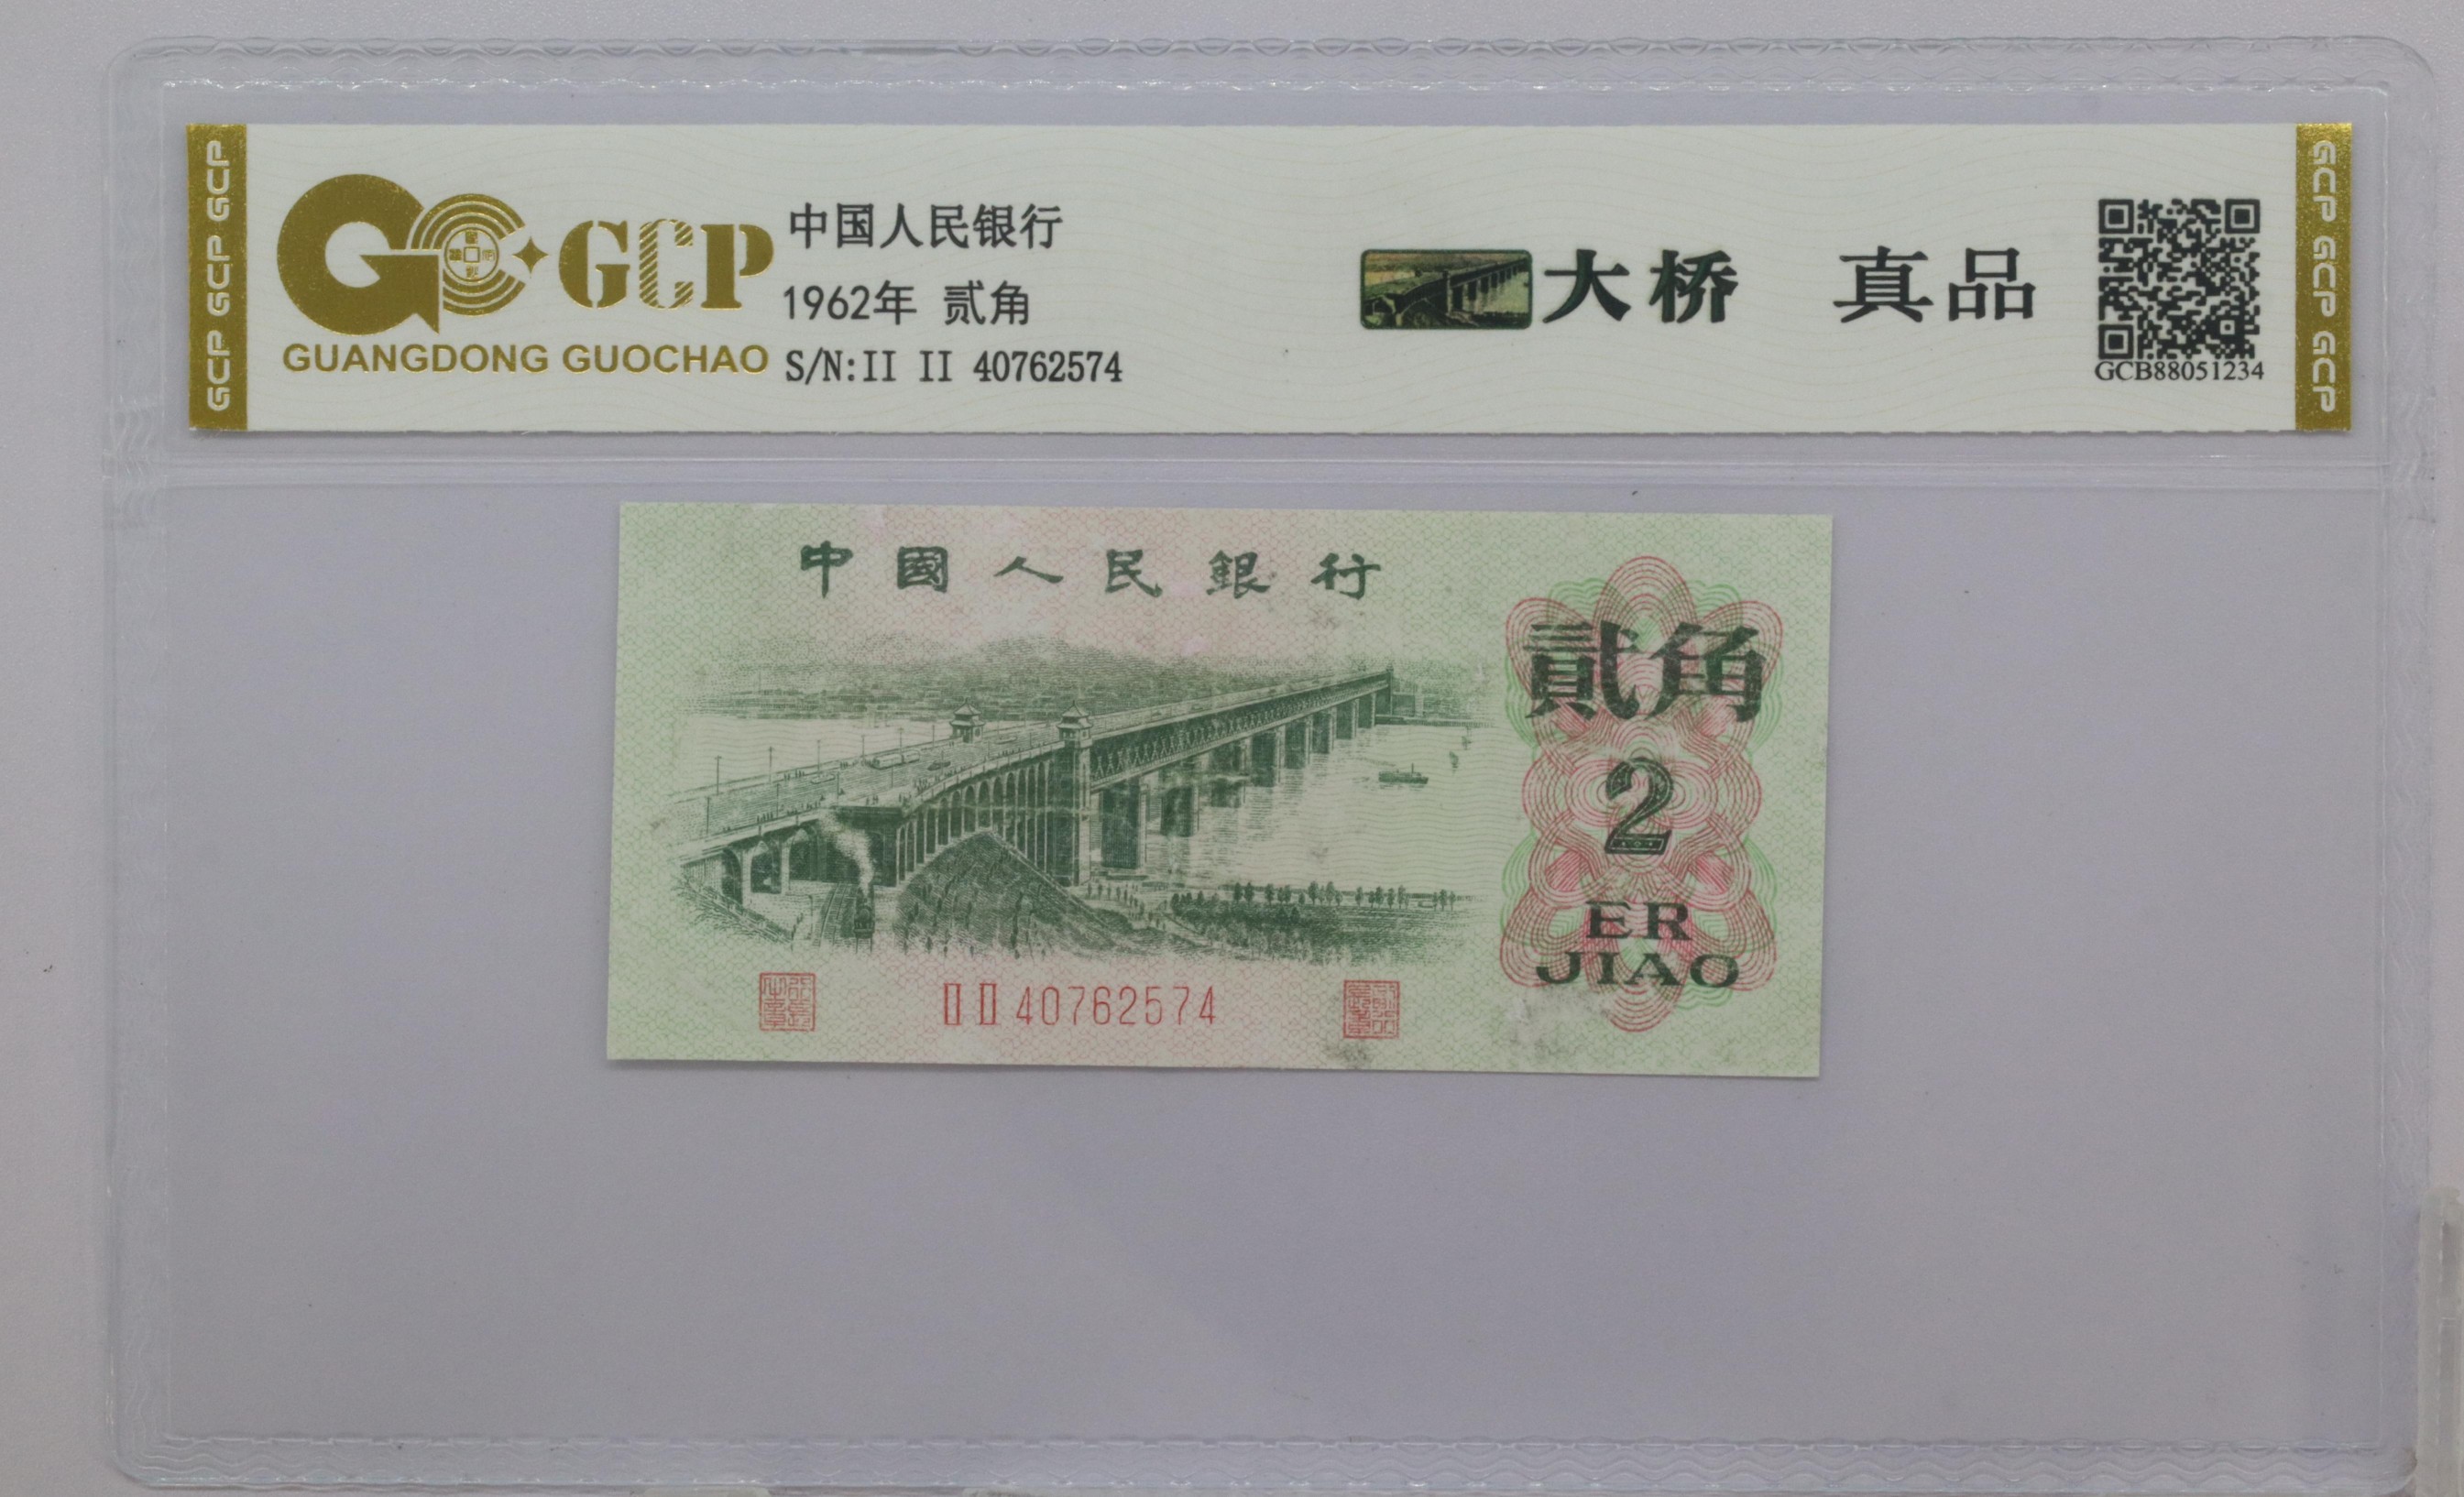 GCP GCP GCP
GCP
GUANGDONG GUOCHAO
中国人民银行
1962年 贰角
S/N:II II 40762574
大桥 真品
GCB88051234
GCP GCP GCP
中國人民銀行
貳角
2
ER
JIAO
II II 40762574